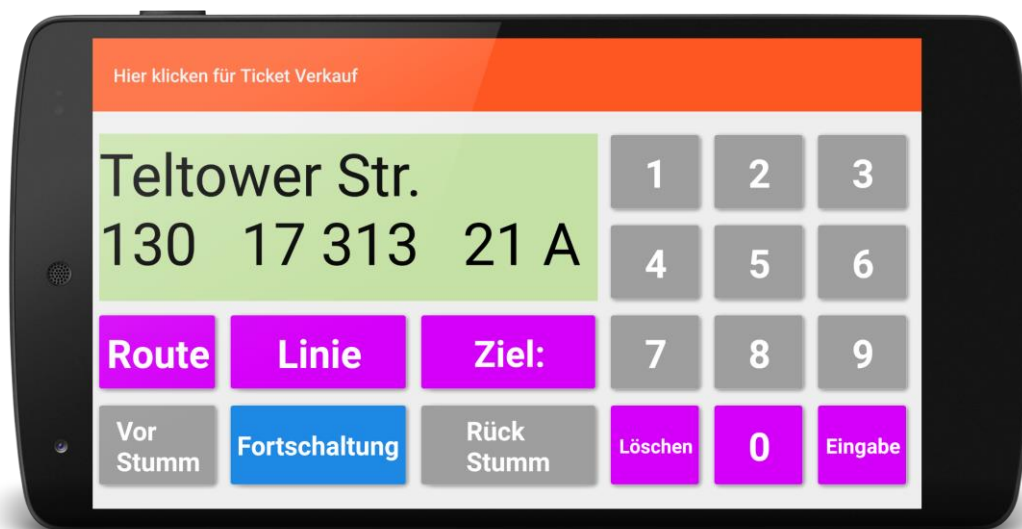 Hier klicken für Ticket Verkauf
Teltower Str.
130 17 313 21 A
1 2 3
4 5 6
Route Linie Ziel: 7 8 9
Vor Stumm Fortschaltung Rück Stumm Löschen 0 Eingabe